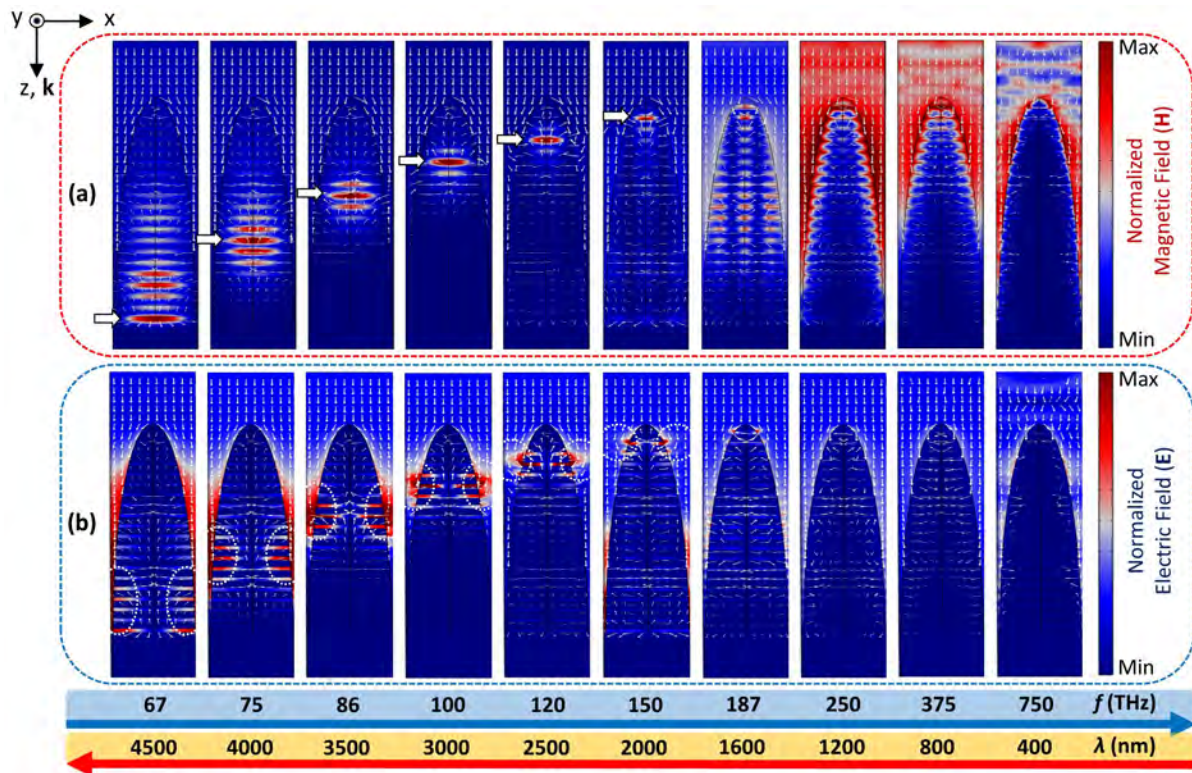 y x
z, k
(a)
Max
Normalized
Magnetic Field (H)
Min
(b)
Max
Normalized
Electric Field (E)
Min
67 75 86 100 120 150 187 250 375 750 f (THz)
4500 4000 3500 3000 2500 2000 1600 1200 800 400 λ (nm)